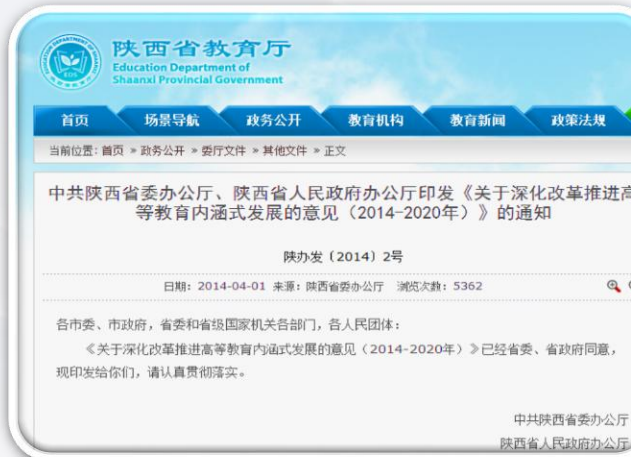 陕西省教育厅
Education Department of
Shaanxi Provincial Government
首页 场景导航 政务公开 教育机构 教育新闻 政策法规
当前位置：首页 » 政务公开 » 委厅文件 » 其他文件 » 正文
中共陕西省委办公厅、陕西省人民政府办公厅印发《关于深化改革推进高
等教育内涵式发展的意见（2014-2020年）》的通知
陕办发〔2014〕2号
日期：2014-04-01 来源：陕西省委办公厅 浏览次数：5362
各市委、市政府，省委和省级国家机关各部门，各人民团体：
《关于深化改革推进高等教育内涵式发展的意见（2014-2020年）》已经省委、省政府同意，
现印发给你们，请认真贯彻落实。
中共陕西省委办公厅
陕西省人民政府办公厅